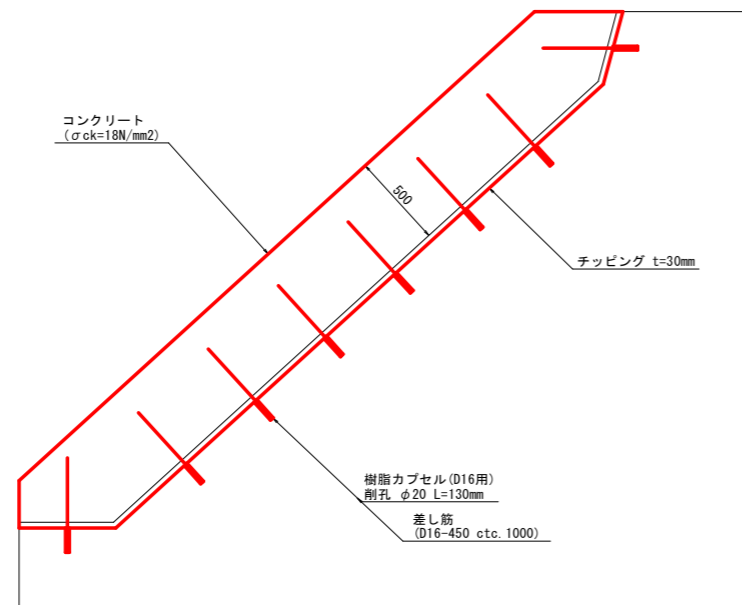 コンクリート
(σck=18N/mm2)
500
チッピング t=30mm
樹脂カプセル(D16用)
削孔 φ20 L=130mm
差し筋
(D16-450 ctc.1000)